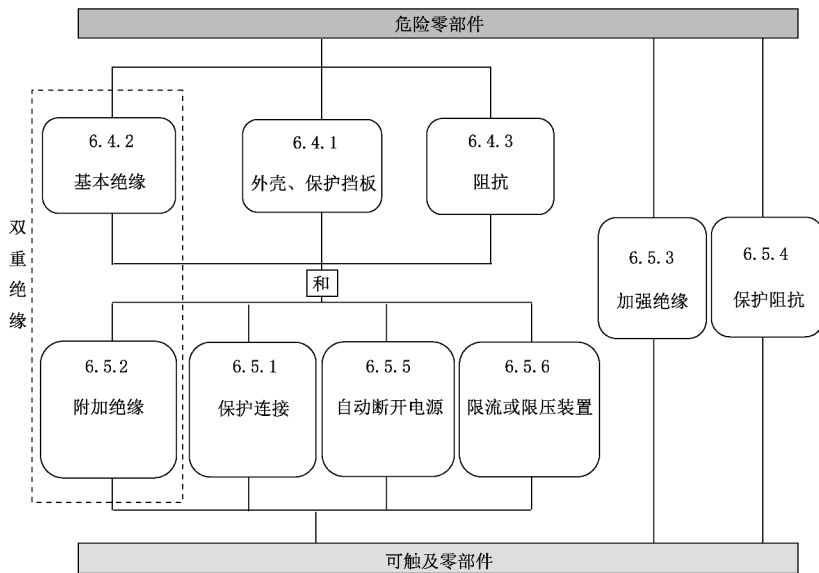 危险零部件
6.4.2
基本绝缘
6.4.1
外壳、保护挡板
6.4.3
阻抗
双重绝缘
6.5.3
加强绝缘
6.5.4
保护阻抗
和
6.5.2
附加绝缘
6.5.1
保护连接
6.5.5
自动断开电源
6.5.6
限流或限压装置
可触及零部件